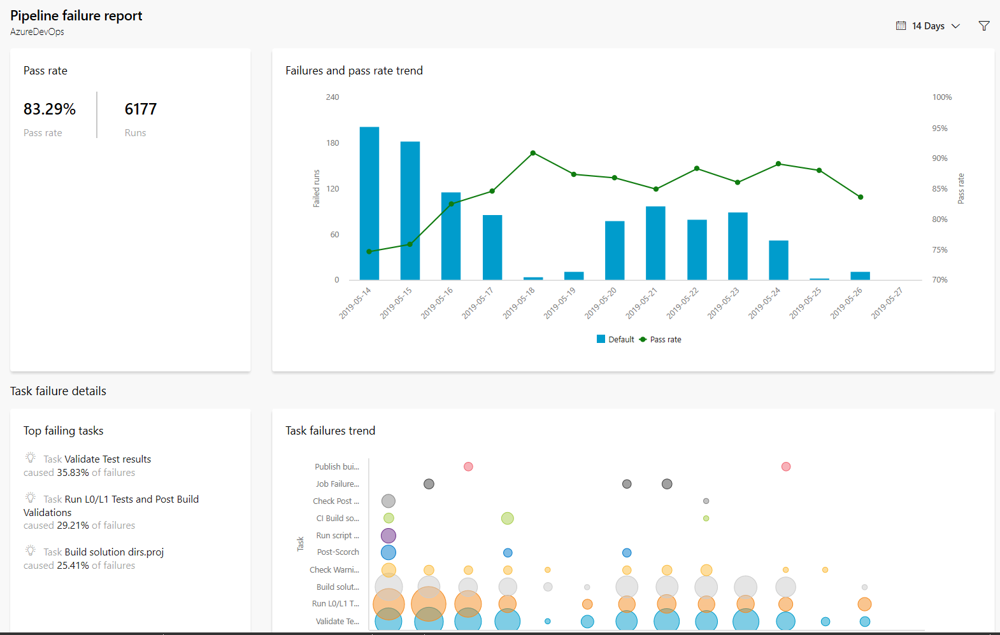 Pipeline failure report
AzureDevOps
14 Days
Pass rate
83.29%
Pass rate
6177
Runs
Failures and pass rate trend
240
180
120
60
0
Failed runs
100%
95%
90%
85%
80%
75%
70%
Pass rate
2019-05-14
2019-05-15
2019-05-16
2019-05-17
2019-05-18
2019-05-19
2019-05-20
2019-05-21
2019-05-22
2019-05-23
2019-05-24
2019-05-25
2019-05-26
2019-05-27
Default
Pass rate
Task failure details
Top failing tasks
Task Validate Test results
caused 35.83% of failures
Task Run L0/L1 Tests and Post Build
Validations
caused 29.21% of failures
Task Build solution dirs.proj
caused 25.41% of failures
Task failures trend
Task
Publish bui...
Job Failure...
Check Post ...
CI Build so...
Run script ...
Post-Scorch
Check Warni...
Build solut...
Run L0/L1 T...
Validate Te...